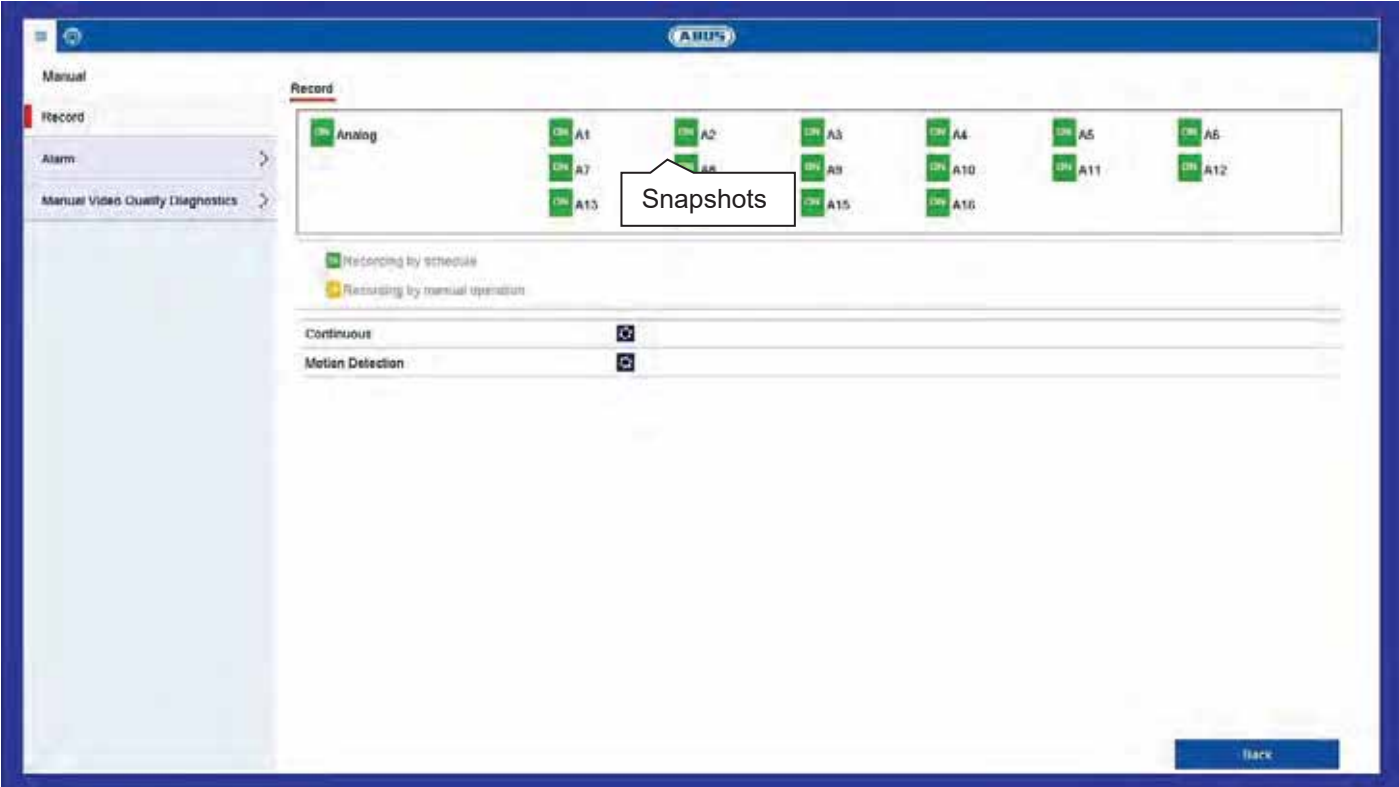 ABUS
Manual
Record
Alarm
Manual Video Quality Diagnostics
Record
ON Analog ON A1 ON A2 ON A3 ON A4 ON A5 ON A6
ON A7 ON A8 ON A9 ON A10 ON A11 ON A12
ON A13 ON A15 ON A16
Snapshots
Recording by schedule
Recording by manual operation
Continuous
Motion Detection
Back